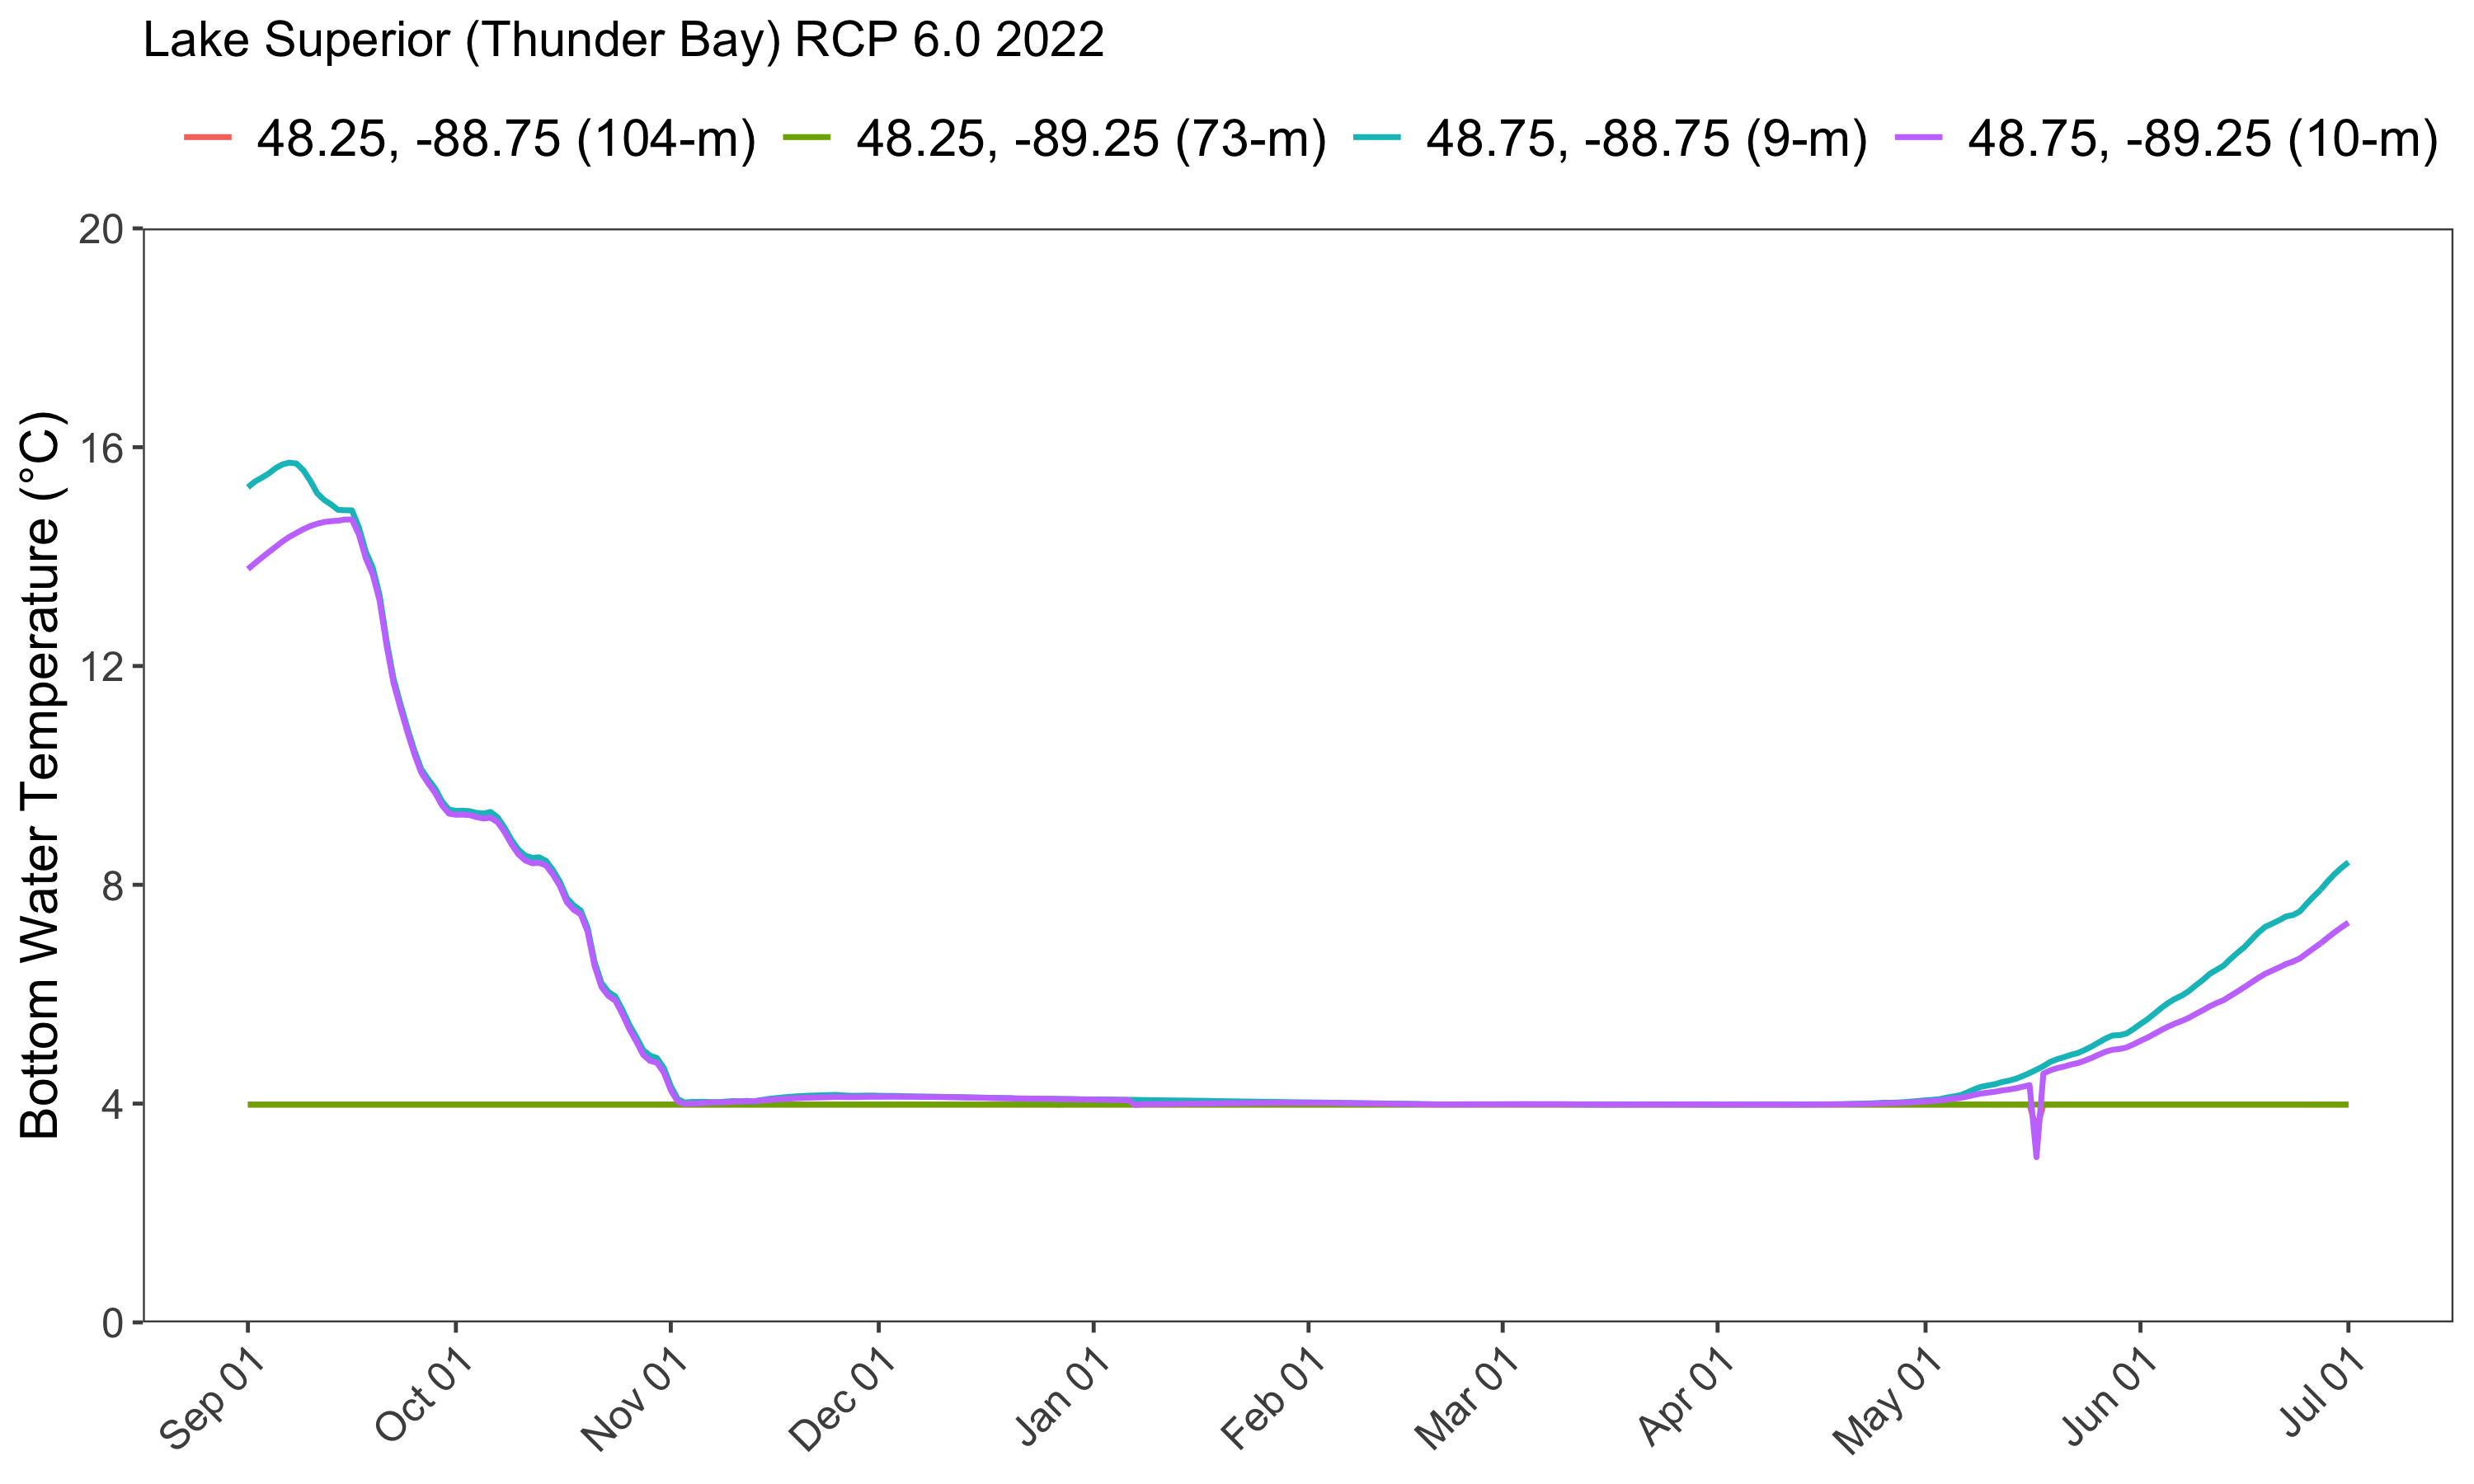 Lake Superior (Thunder Bay) RCP 6.0 2022
48.25, -88.75 (104-m) 48.25, -89.25 (73-m) 48.75, -88.75 (9-m) 48.75, -89.25 (10-m)
Bottom Water Temperature (°C)
20
16
12
8
4
0
Sep 01
Oct 01
Nov 01
Dec 01
Jan 01
Feb 01
Mar 01
Apr 01
May 01
Jun 01
Jul 01